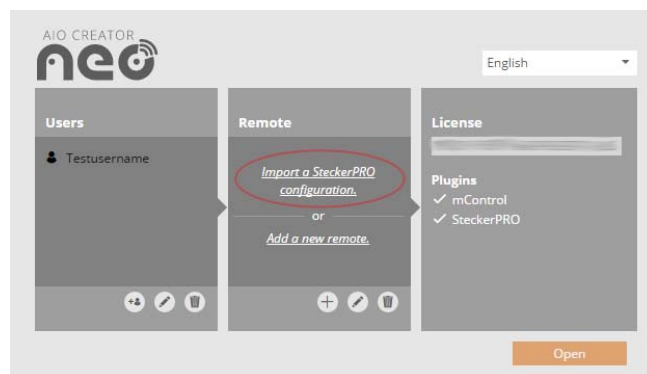 AIO CREATOR
neo
English
Users
Testusername
Remote
Import a SteckerPRO
configuration.
or
Add a new remote.
License
Plugins
mControl
SteckerPRO
Open